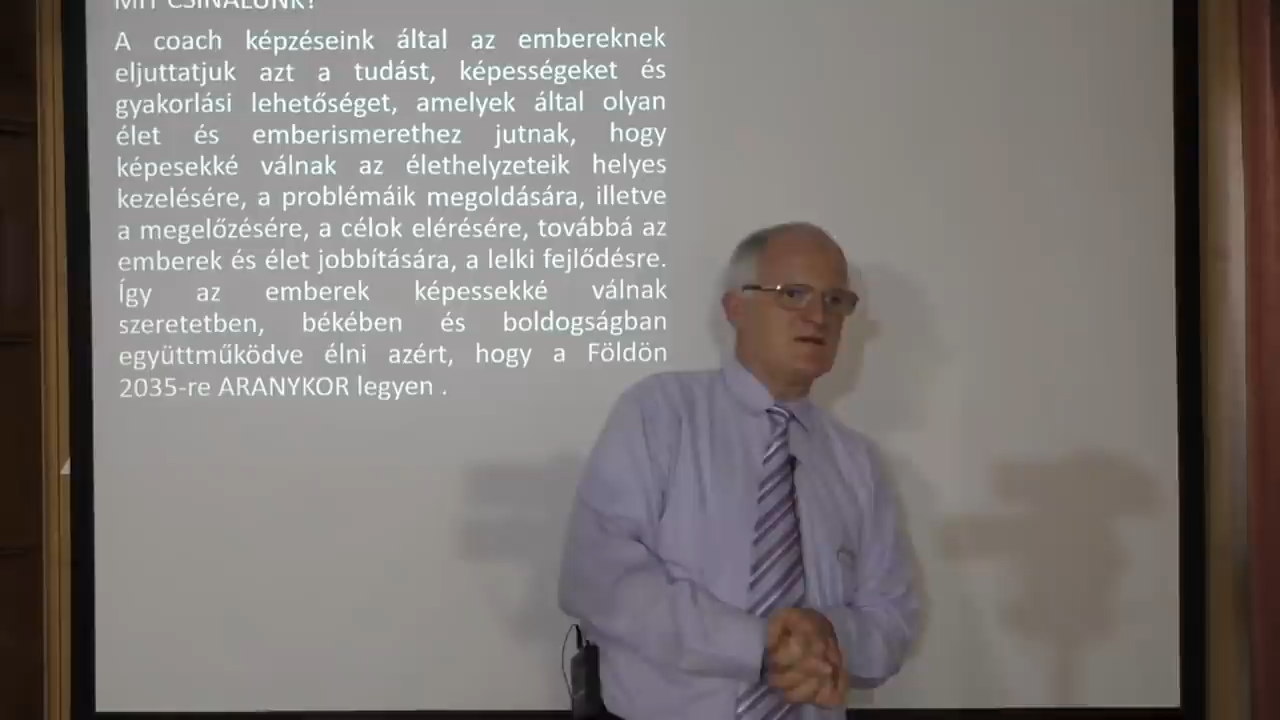 MIT CSINÁLUNK?
A coach képzéseink által az embereknek
eljuttatjuk azt a tudást, képességeket és
gyakorlási lehetőséget, amelyek által olyan
élet és emberismerethez jutnak, hogy
képesekké válnak az élethelyzeteik helyes
kezelésére, a problémáik megoldására, illetve
a megelőzésére, a célok elérésére, továbbá az
emberek és élet jobbítására, a lelki fejlődésre.
Így az emberek képessekké válnak
szeretetben, békében és boldogságban
együttműködve élni azért, hogy a Földön
2035-re ARANYKOR legyen .